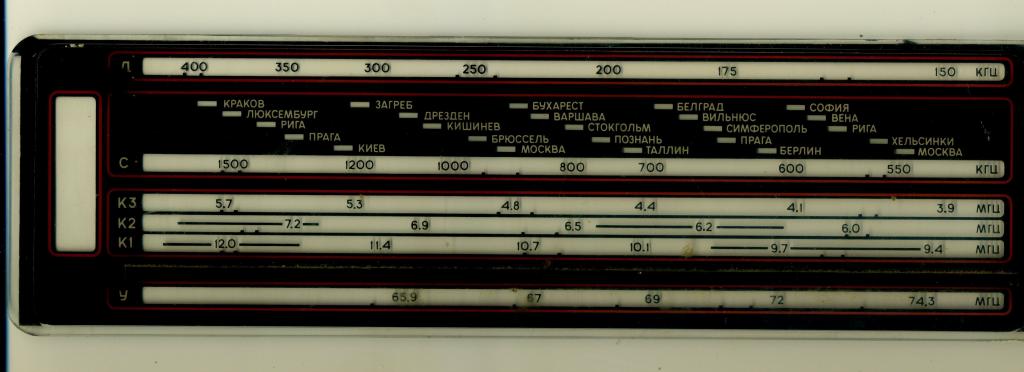 Д 400 350 300 250 200 175 150 КГЦ
КРАКОВ ЗАГРЕБ БУХАРЕСТ БЕЛГРАД СОФИЯ
ЛЮКСЕМБУРГ ДРЕЗДЕН ВАРШАВА ВИЛЬНЮС ВЕНА
РИГА КИШИНЕВ СТОКГОЛЬМ СИМФЕРОПОЛЬ РИГА
ПРАГА БРЮССЕЛЬ ПОЗНАНЬ ПРАГА ХЕЛЬСИНКИ
КИЕВ МОСКВА ТАЛЛИН БЕРЛИН МОСКВА
С 1500 1200 1000 800 700 600 550 КГЦ
К3 5.7 5.3 4.8 4.4 4.1 3.9 МГЦ
К2 7.2 6.9 6.5 6.2 6.0 МГЦ
К1 12.0 11.4 10.7 10.1 9.7 9.4 МГЦ
У 65,9 67 69 72 74,3 МГЦ